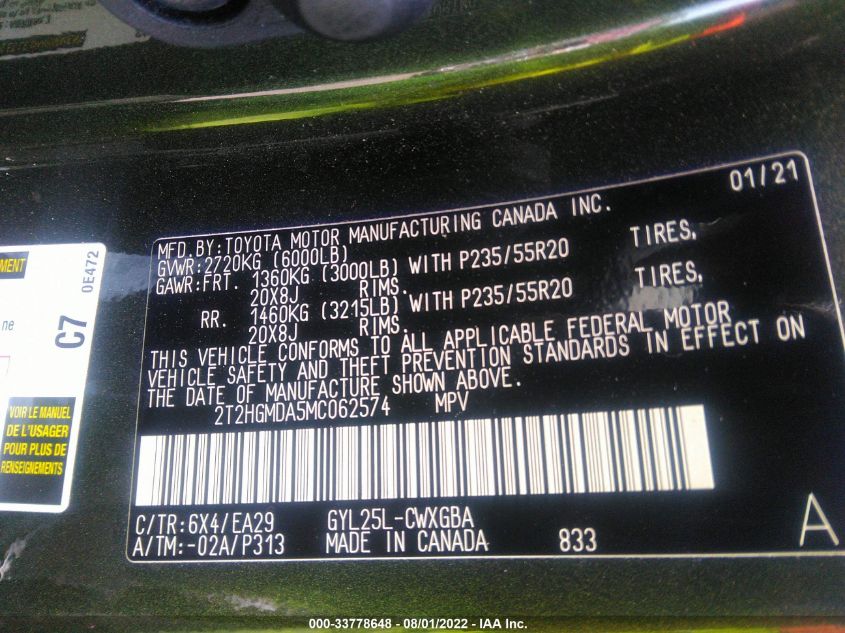 01/21
MFD. BY:TOYOTA MOTOR MANUFACTURING CANADA INC.
GVWR:2720KG (6000LB)
GAWR:FRT. 1360KG (3000LB) WITH P235/55R20 TIRES,
20X8J RIMS.
RR. 1460KG (3215LB) WITH P235/55R20 TIRES,
20X8J RIMS.
THIS VEHICLE CONFORMS TO ALL APPLICABLE FEDERAL MOTOR
VEHICLE SAFETY AND THEFT PREVENTION STANDARDS IN EFFECT ON
THE DATE OF MANUFACTURE SHOWN ABOVE.
2T2HGMDA5MC062574 MPV
C/TR:6X4/EA29 GYL25L-CWXGBA
A/TM:-02A/P313 MADE IN CANADA 833
A
C7
0E472
VOIR LE MANUEL
DE L'USAGER
POUR PLUS DE
RENSEIGNEMENTS
000-33778648 - 08/01/2022 - IAA Inc.